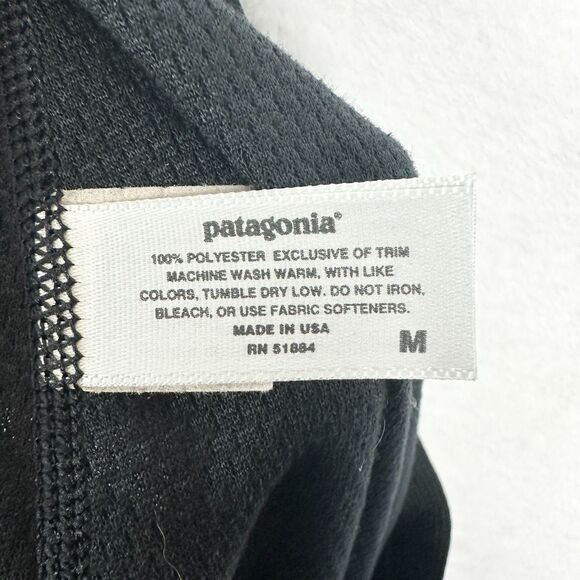 patagonia®
100% POLYESTER EXCLUSIVE OF TRIM
MACHINE WASH WARM, WITH LIKE
COLORS, TUMBLE DRY LOW. DO NOT IRON,
BLEACH, OR USE FABRIC SOFTENERS.
MADE IN USA
RN 51884 M